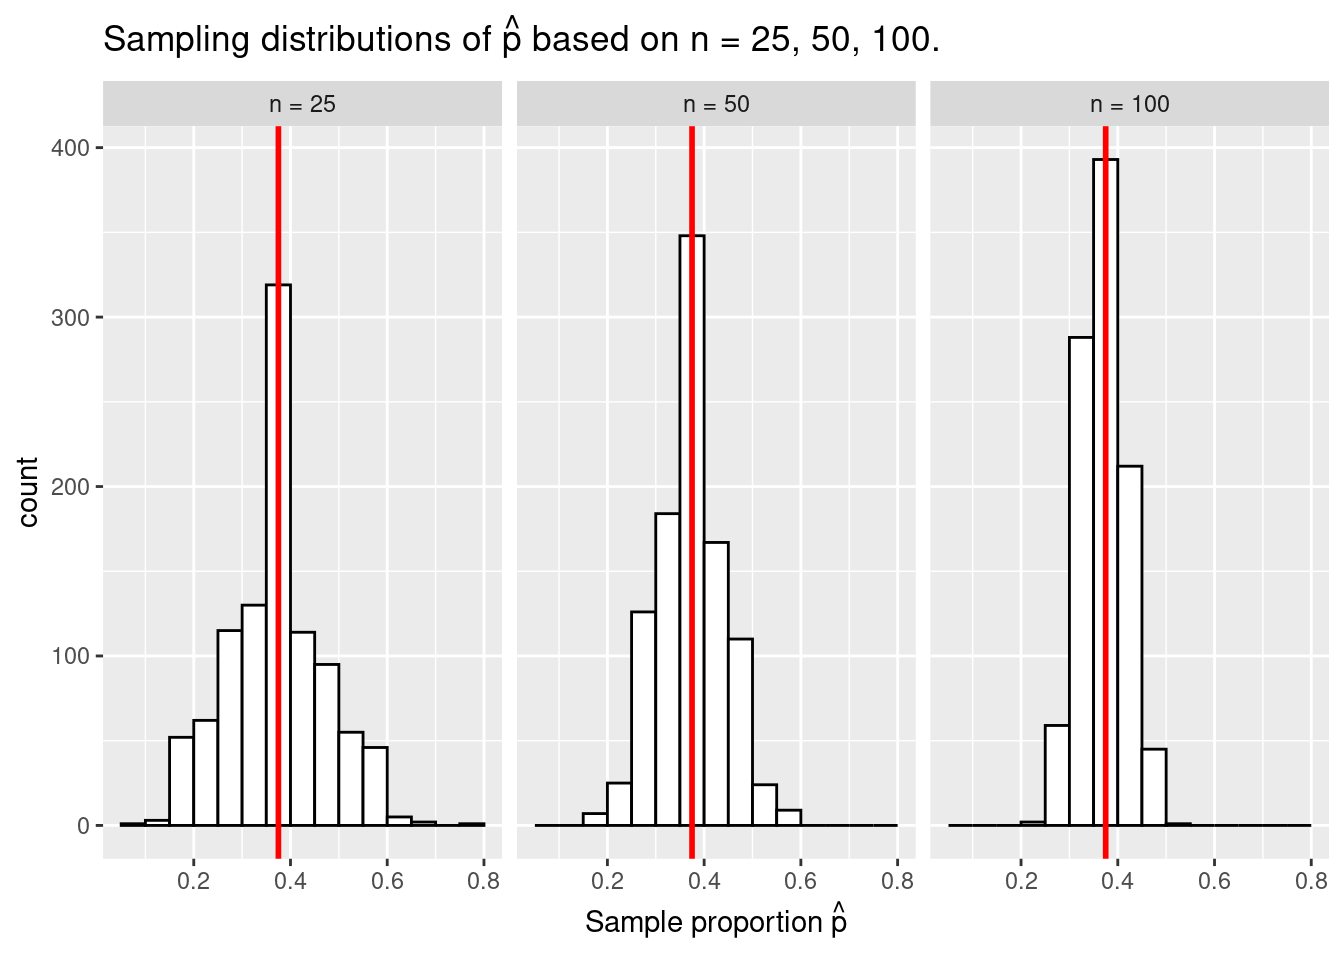 Sampling distributions of p̂ based on n = 25, 50, 100.
n = 25
n = 50
n = 100
400
300
200
100
0
count
0.2 0.4 0.6 0.8
0.2 0.4 0.6 0.8
0.2 0.4 0.6 0.8
Sample proportion p̂